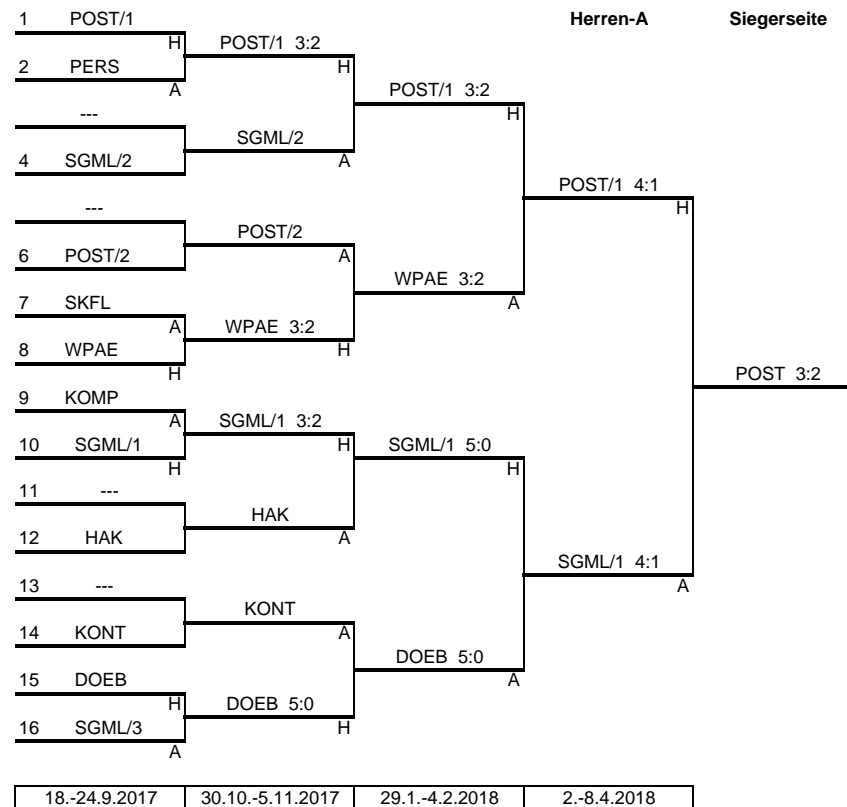 1 POST/1 Herren-A Siegerseite
H POST/1 3:2
2 PERS H
A POST/1 3:2
--- H
SGML/2
4 SGML/2 A
POST/1 4:1
--- H
POST/2
6 POST/2 A
WPAE 3:2
7 SKFL A
A WPAE 3:2
8 WPAE H
H POST 3:2
9 KOMP
A SGML/1 3:2
10 SGML/1 H SGML/1 5:0
H H
11 ---
HAK
12 HAK A
SGML/1 4:1
13 --- A
KONT
14 KONT A
DOEB 5:0
15 DOEB A
H DOEB 5:0
16 SGML/3 H
A
18.-24.9.2017 30.10.-5.11.2017 29.1.-4.2.2018 2.-8.4.2018